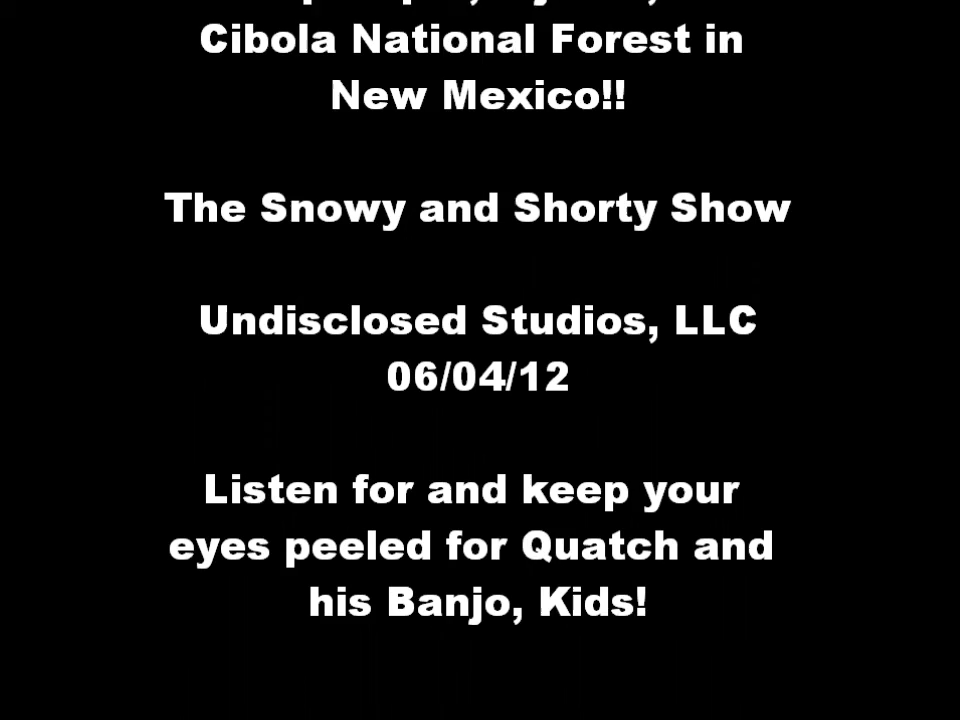 Cibola National Forest in
New Mexico!!
The Snowy and Shorty Show
Undisclosed Studios, LLC
06/04/12
Listen for and keep your
eyes peeled for Quatch and
his Banjo, Kids!